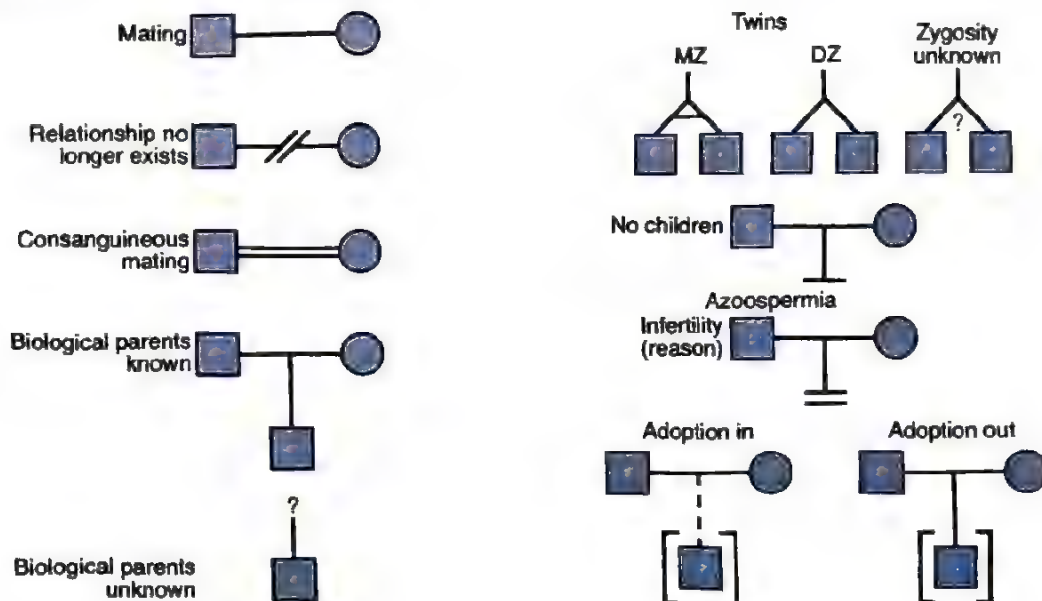 Mating
Relationship no
longer exists
Consanguineous
mating
Biological parents
known
?
Biological parents
unknown
Twins
MZ
DZ
Zygosity
unknown
?
No children
Azoospermia
Infertility
(reason)
Adoption in
Adoption out